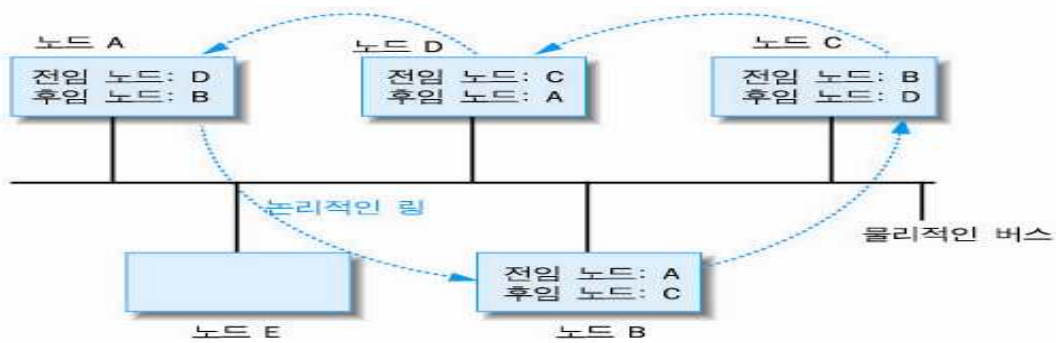 노드 A
노드 D
노드 C
전임 노드: D
후임 노드: B
전임 노드: C
후임 노드: A
전임 노드: B
후임 노드: D
논리적인 링
물리적인 버스
전임 노드: A
후임 노드: C
노드 E
노드 B